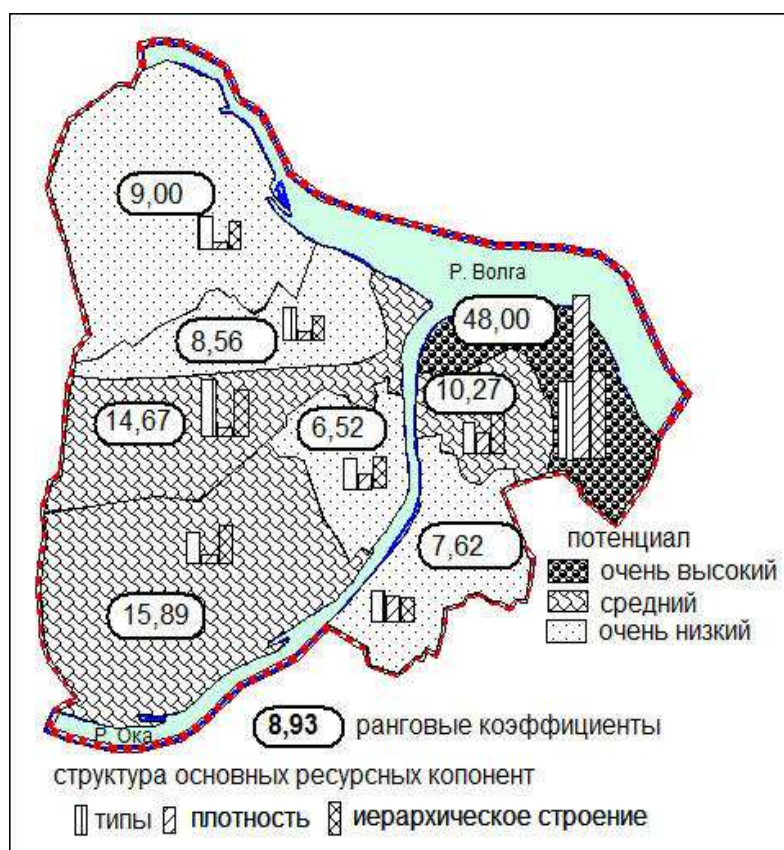 9,00
Р. Волга
48,00
8,56
10,27
14,67
6,52
7,62
потенциал
очень высокий
15,89
средний
очень низкий
Р. Ока
8,93 ранговые коэффициенты
структура основных ресурсных копонент
типы плотность иерархическое строение